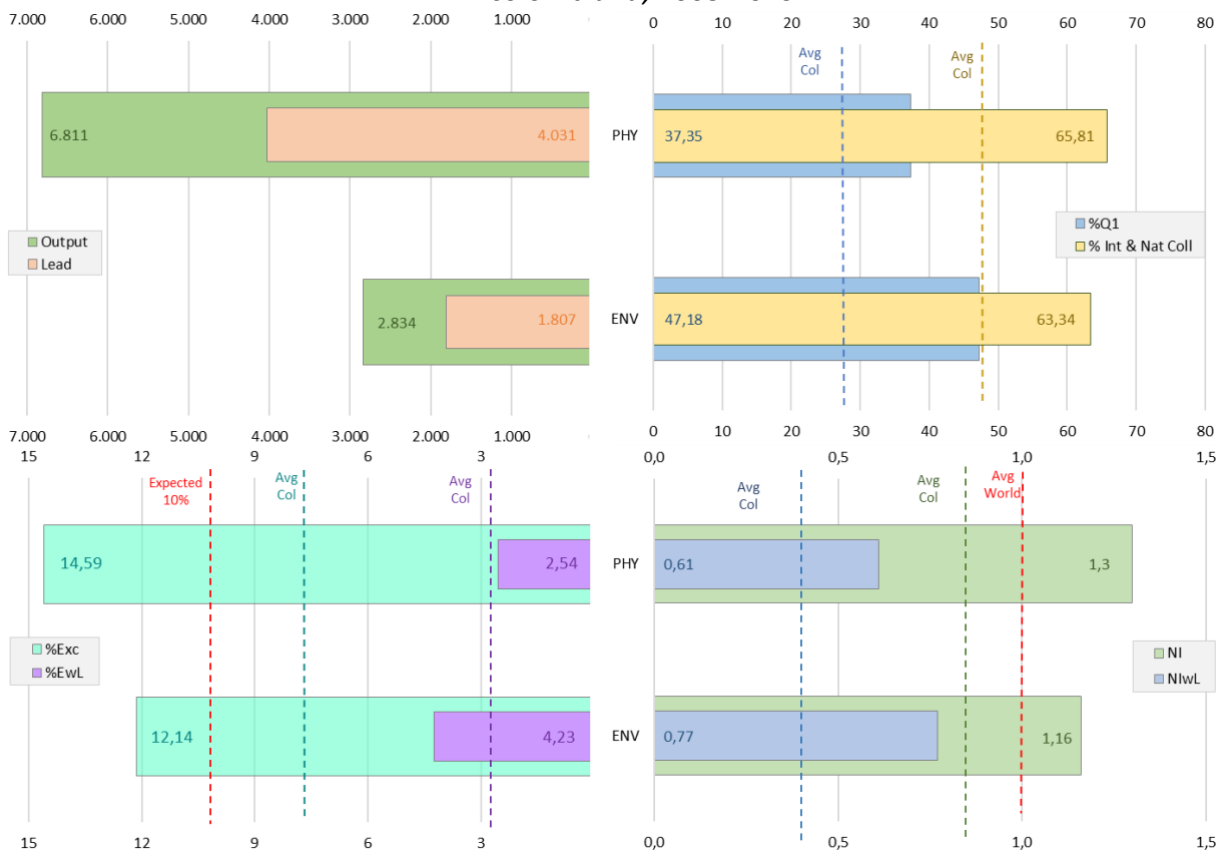 7.000 6.000 5.000 4.000 3.000 2.000 1.000 -
0 10 20 30 40 50 60 70 80
Avg
Col
Avg
Col
6.811 4.031 PHY 37,35 65,81
Output
Lead
%Q1
% Int & Nat Coll
2.834 1.807 ENV 47,18 63,34
7.000 6.000 5.000 4.000 3.000 2.000 1.000 -
0 10 20 30 40 50 60 70 80
15 12 9 6 3
0,0 0,5 1,0 1,5
Expected
10%
Avg
Col
Avg
Col
Avg
Col
Avg
Col
Avg
World
14,59 2,54 PHY 0,61 1,3
%Exc
%EwL
NI
NIwL
12,14 4,23 ENV 0,77 1,16
15 12 9 6 3
0,0 0,5 1,0 1,5